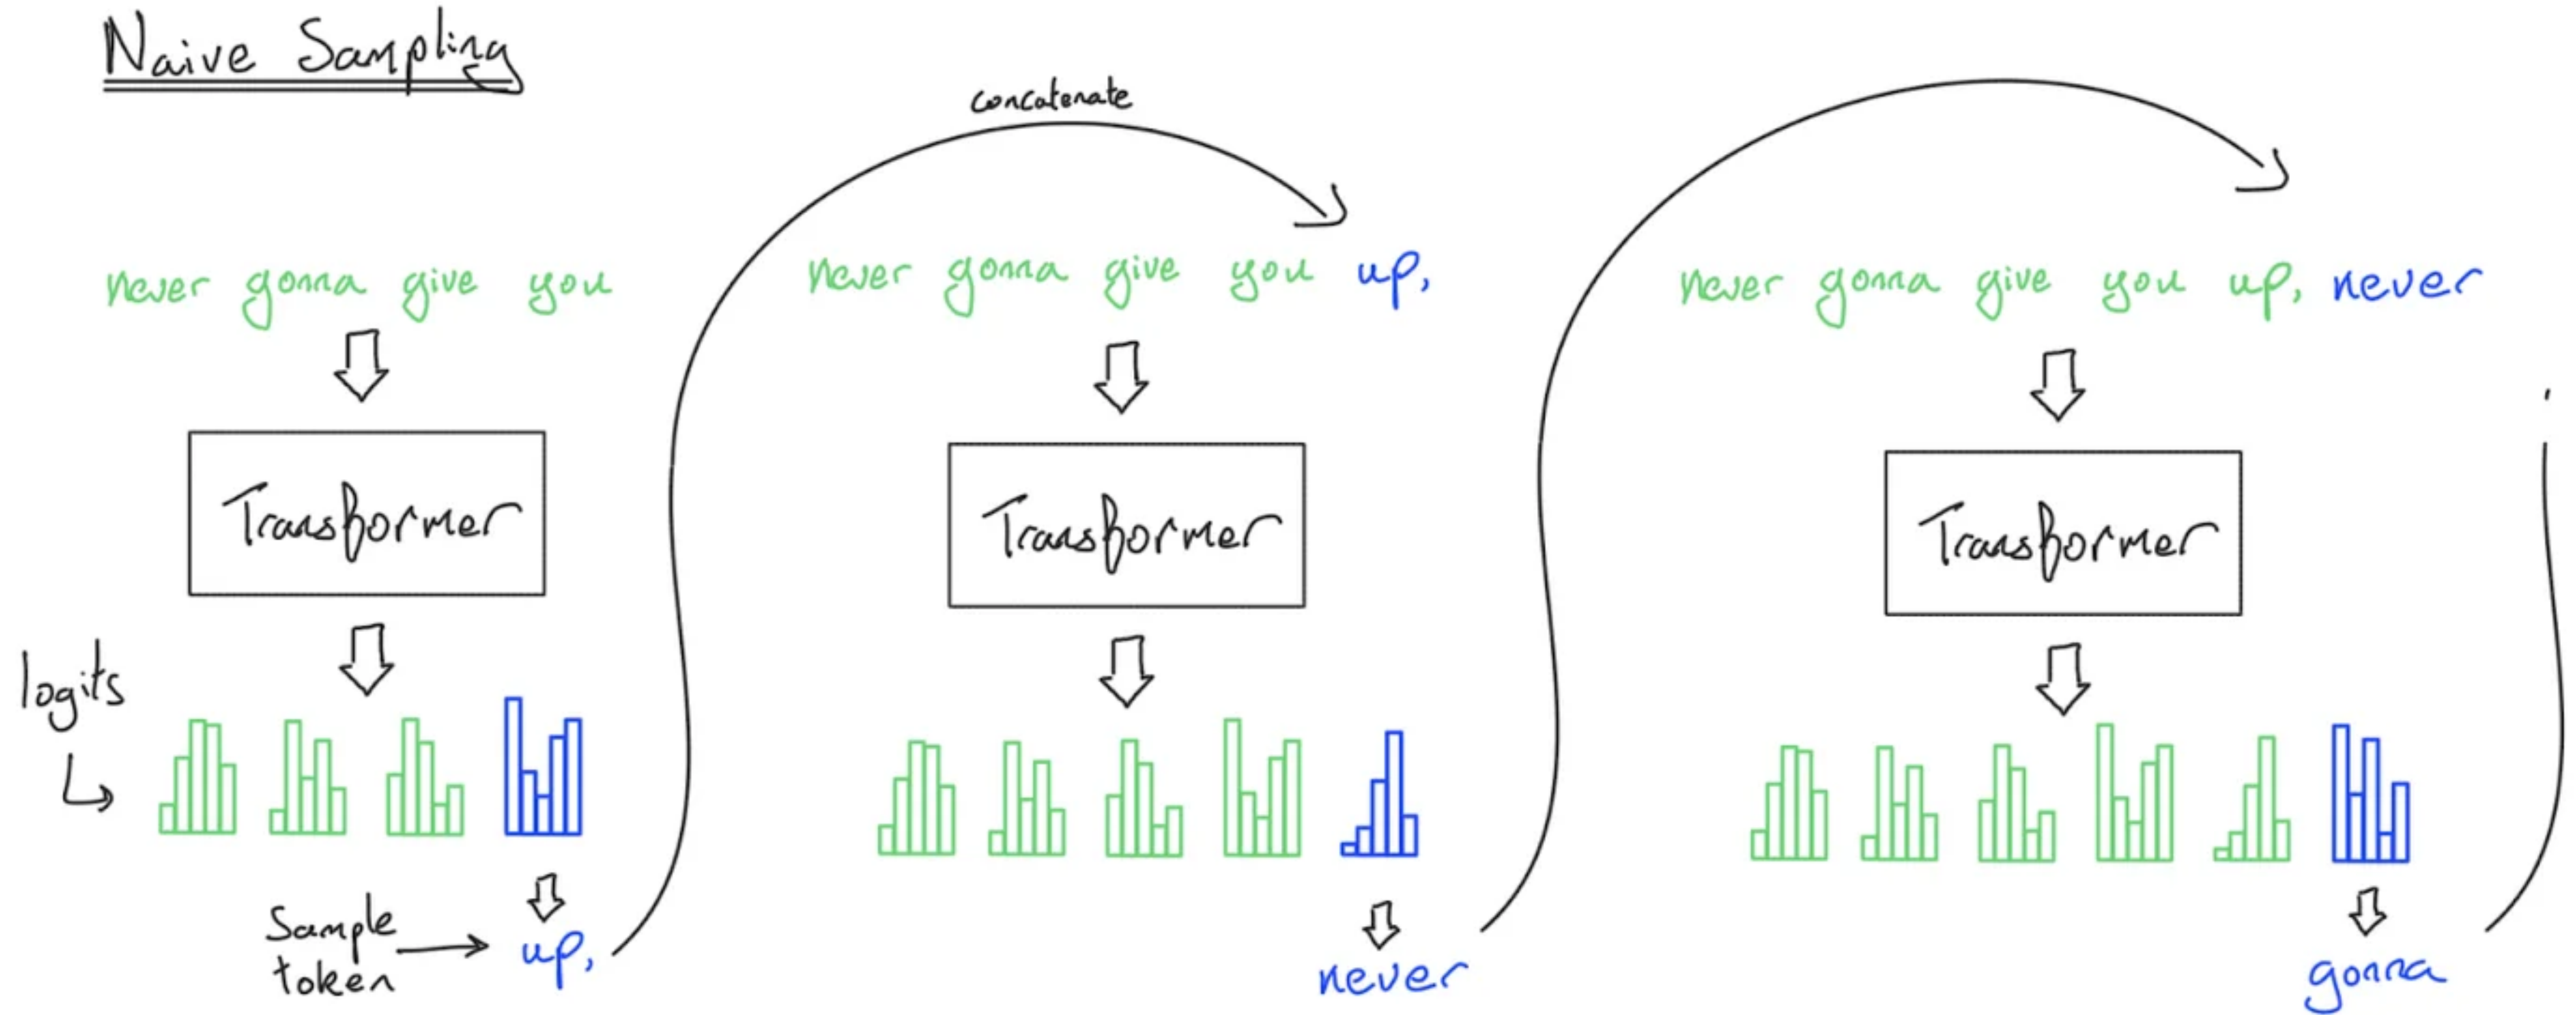 Naive Sampling
concatenate
never gonna give you
never gonna give you up,
never gonna give you up, never
Transformer
Transformer
Transformer
logits
Sample
token
up,
never
gonna